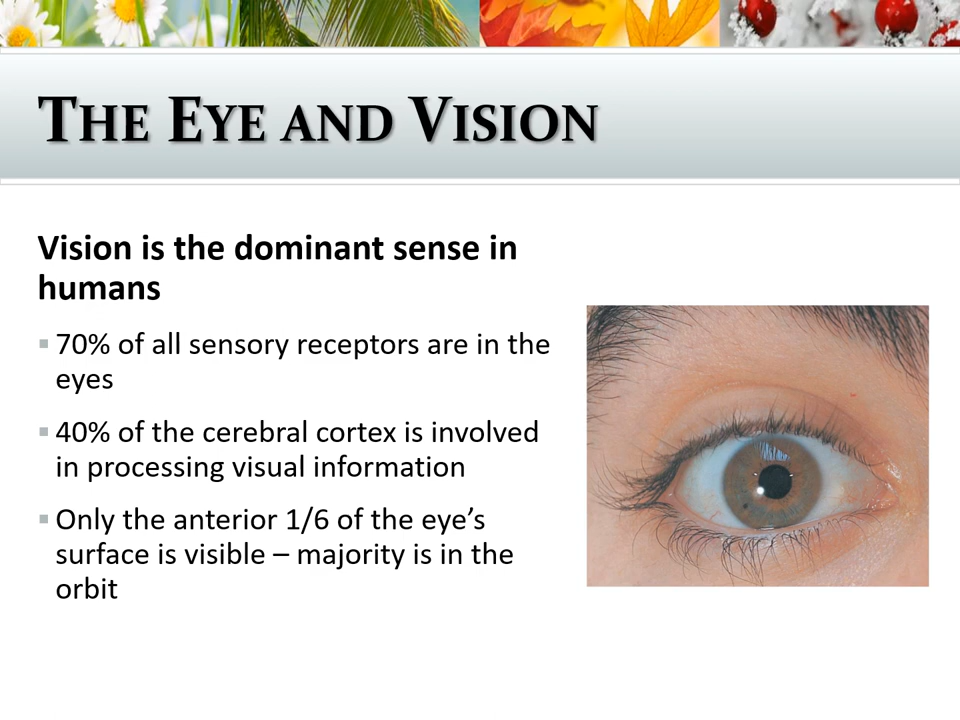 THE EYE AND VISION
Vision is the dominant sense in
humans
▪ 70% of all sensory receptors are in the
eyes
▪ 40% of the cerebral cortex is involved
in processing visual information
▪ Only the anterior 1/6 of the eye’s
surface is visible – majority is in the
orbit